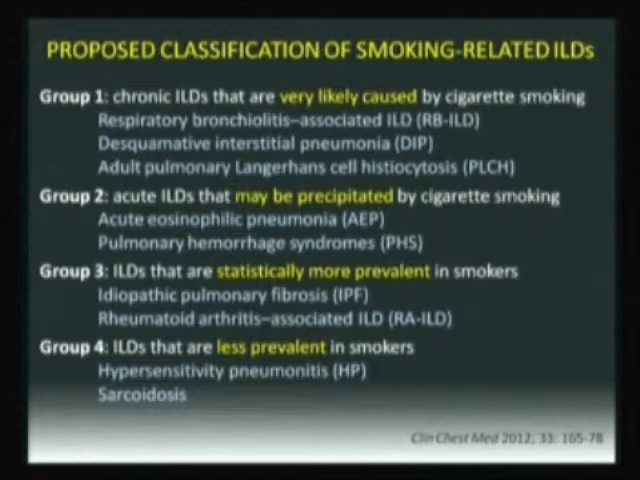 PROPOSED CLASSIFICATION OF SMOKING-RELATED ILDs
Group 1: chronic ILDs that are very likely caused by cigarette smoking
Respiratory bronchiolitis–associated ILD (RB-ILD)
Desquamative interstitial pneumonia (DIP)
Adult pulmonary Langerhans cell histiocytosis (PLCH)
Group 2: acute ILDs that may be precipitated by cigarette smoking
Acute eosinophilic pneumonia (AEP)
Pulmonary hemorrhage syndromes (PHS)
Group 3: ILDs that are statistically more prevalent in smokers
Idiopathic pulmonary fibrosis (IPF)
Rheumatoid arthritis–associated ILD (RA-ILD)
Group 4: ILDs that are less prevalent in smokers
Hypersensitivity pneumonitis (HP)
Sarcoidosis
Clin Chest Med 2012; 33: 165-78